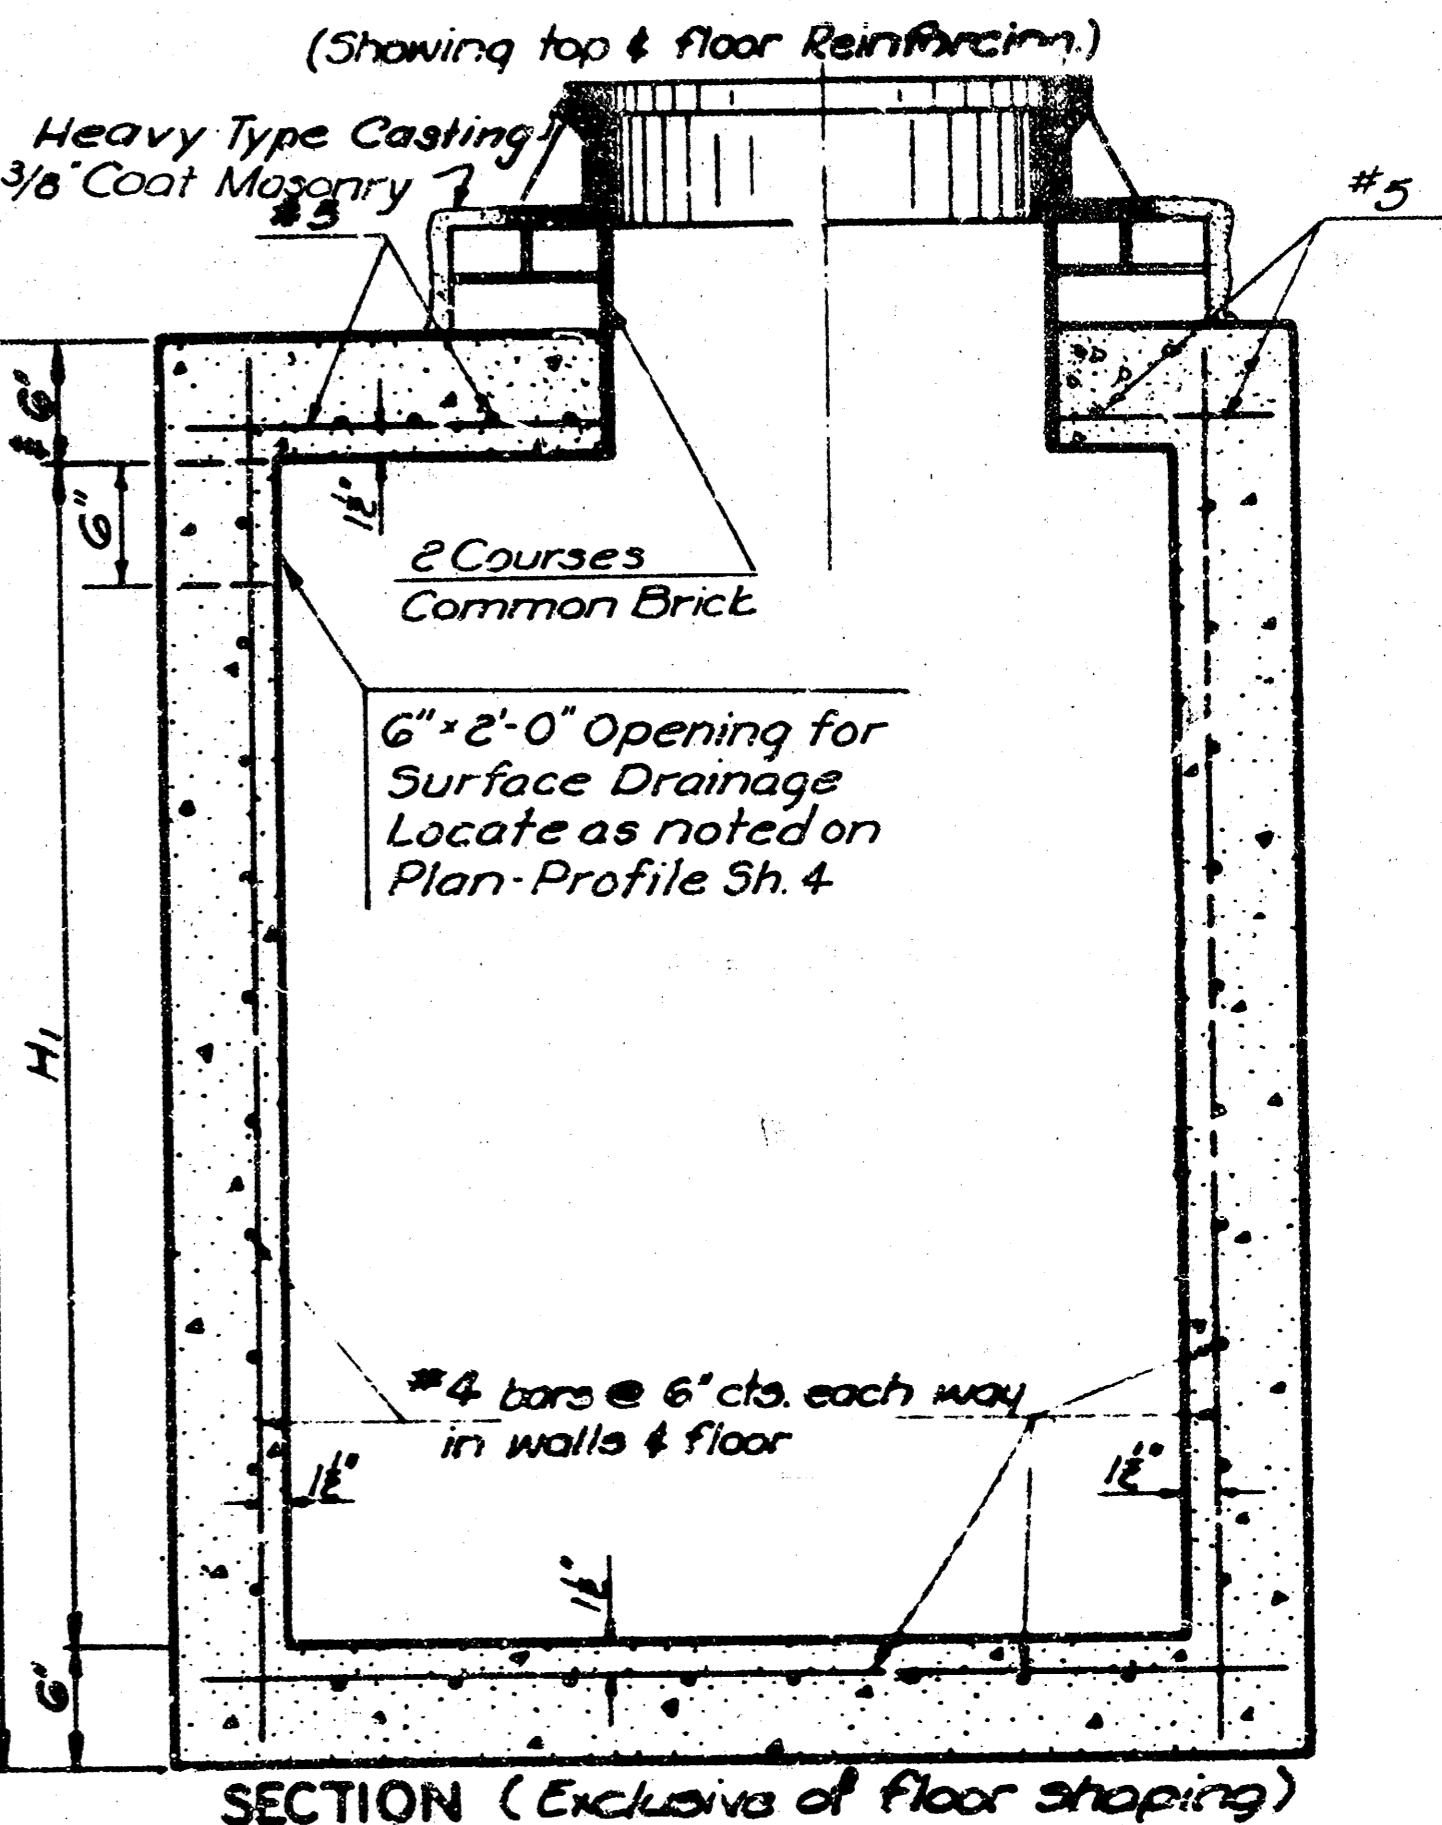 (Showing top & floor Reinforcing.)
Heavy Type Casting
3/8" Coat Masonry
#5
#5
6"
6"
1½"
2 Courses
Common Brick
6" x 2'-0" Opening for
Surface Drainage
Locate as noted on
Plan-Profile Sh. 4
H1
#4 bars @ 6" cts. each way
in walls & floor
1½"
1½"
1½"
6"
SECTION (Exclusive of floor shaping)